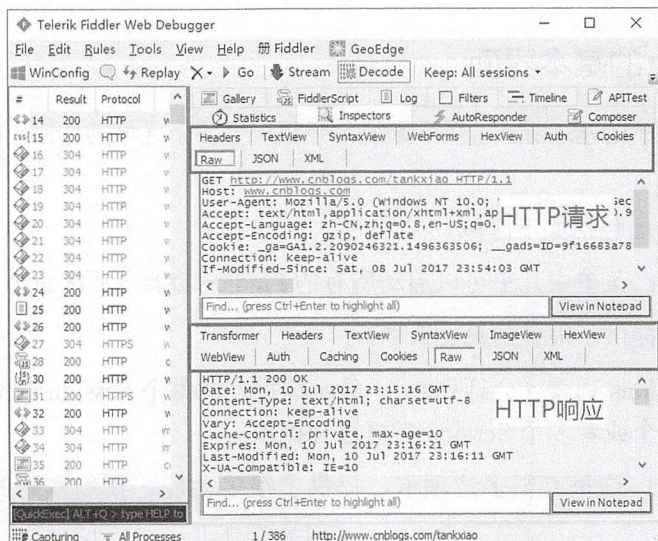 Telerik Fiddler Web Debugger
File Edit Rules Tools View Help 册 Fiddler GeoEdge
WinConfig Replay Go Stream Decode Keep: All sessions
# Result Protocol
14 200 HTTP
15 200 HTTP
16 304 HTTP
17 304 HTTP
18 304 HTTP
19 304 HTTP
20 304 HTTP
21 304 HTTP
22 304 HTTP
23 304 HTTP
24 200 HTTP
25 200 HTTP
26 200 HTTP
27 304 HTTPS
28 200 HTTP
30 200 HTTP
31 200 HTTPS
32 200 HTTP
33 304 HTTP
34 304 HTTP
35 200 HTTP
36 200 HTTP
[QuickExec] ALT+Q > type HELP to
Gallery FiddlerScript Log Filters Timeline APITest
Statistics Inspectors AutoResponder Composer
Headers TextView SyntaxView WebForms HexView Auth Cookies
Raw JSON XML
GET http://www.cnblogs.com/tankxiao HTTP/1.1
Host: www.cnblogs.com
User-Agent: Mozilla/5.0 (Windows NT 10.0;
Accept: text/html,application/xhtml+xml,ap
Accept-Language: zh-CN,zh;q=0.8,en-US;q=0.
Accept-Encoding: gzip, deflate
Cookie: _ga=GA1.2.2090246321.1496363506; __gads=ID=9f16683a78
Connection: keep-alive
If-Modified-Since: Sat, 08 Jul 2017 23:54:03 GMT
HTTP请求
Find... (press Ctrl+Enter to highlight all) View in Notepad
Transformer Headers TextView SyntaxView ImageView HexView
WebView Auth Caching Cookies Raw JSON XML
HTTP/1.1 200 OK
Date: Mon, 10 Jul 2017 23:15:16 GMT
Content-Type: text/html; charset=utf-8
Connection: keep-alive
Vary: Accept-Encoding
Cache-Control: private, max-age=10
Expires: Mon, 10 Jul 2017 23:16:21 GMT
Last-Modified: Mon, 10 Jul 2017 23:16:11 GMT
X-UA-Compatible: IE=10
HTTP响应
Find... (press Ctrl+Enter to highlight all) View in Notepad
Capturing All Processes 1 / 386 http://www.cnblogs.com/tankxiao